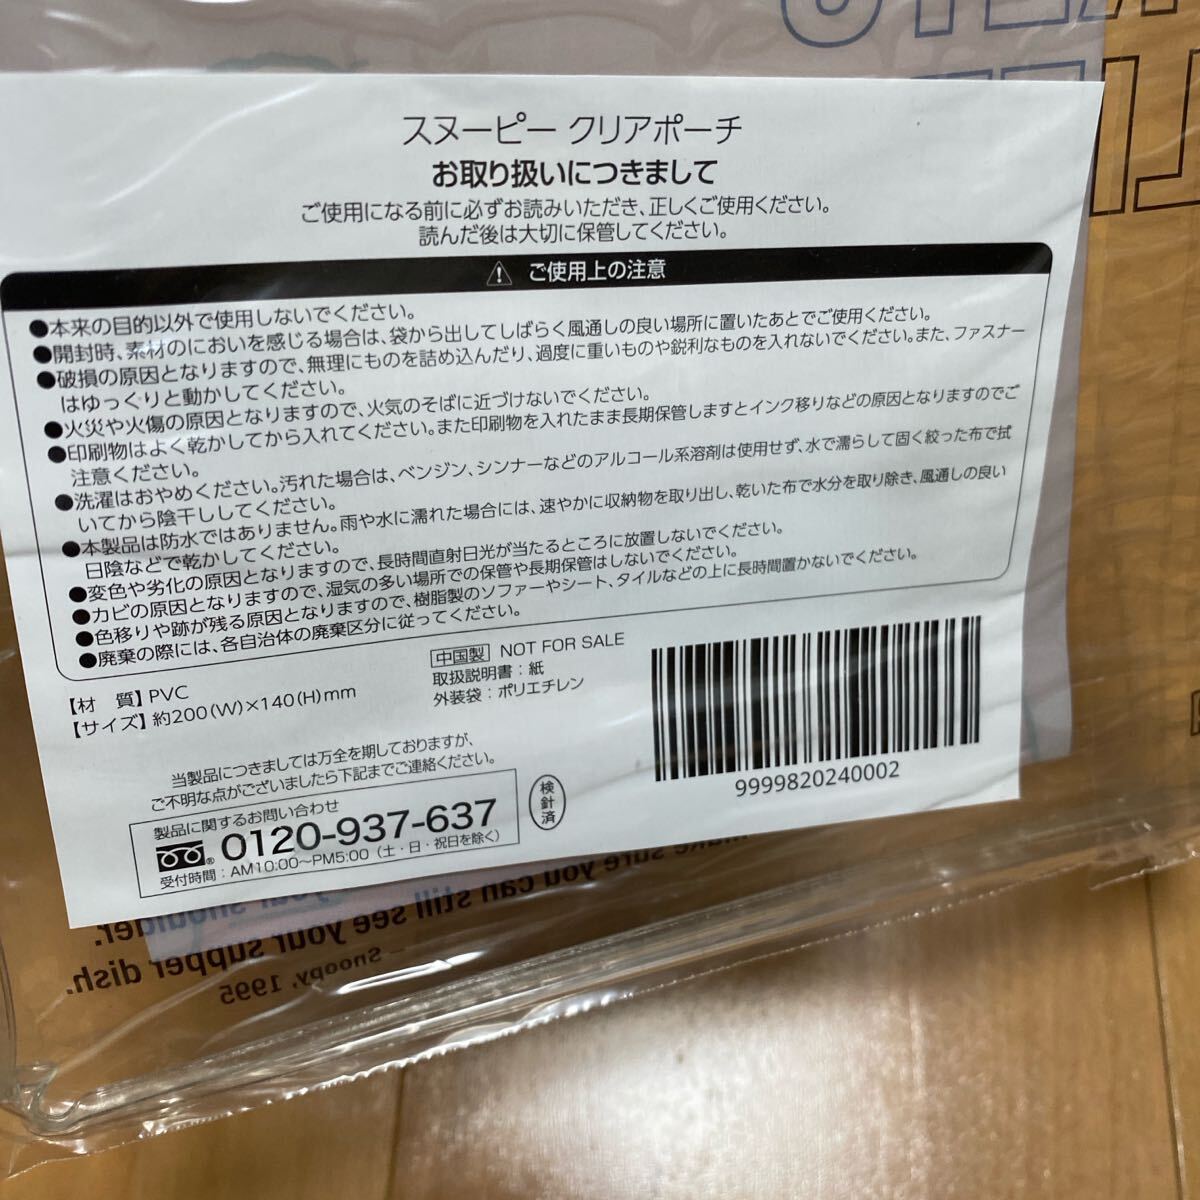 スヌーピー クリアポーチ
お取り扱いにつきまして
ご使用になる前に必ずお読みいただき、正しくご使用ください。
読んだ後は大切に保管してください。
ご使用上の注意
●本来の目的以外で使用しないでください。
●開封時、素材のにおいを感じる場合は、袋から出してしばらく風通しの良い場所に置いたあとでご使用ください。
●破損の原因となりますので、無理にものを詰め込んだり、過度に重いものや鋭利なものを入れないでください。また、ファスナー
はゆっくりと動かしてください。
●火災や火傷の原因となりますので、火気のそばに近づけないでください。
●印刷物はよく乾かしてから入れてください。また印刷物を入れたまま長期保管しますとインク移りなどの原因となりますのでご
注意ください。
●洗濯はおやめください。汚れた場合は、ベンジン、シンナーなどのアルコール系溶剤は使用せず、水で濡らして固く絞った布で拭
いてから陰干ししてください。
●本製品は防水ではありません。雨や水に濡れた場合には、速やかに収納物を取り出し、乾いた布で水分を取り除き、風通しの良い
日陰などで乾かしてください。
●変色や劣化の原因となりますので、長時間直射日光が当たるところに放置しないでください。
●カビの原因となりますので、湿気の多い場所での保管や長期保管はしないでください。
●色移りや跡が残る原因となりますので、樹脂製のソファーやシート、タイルなどの上に長時間置かないでください。
●廃棄の際には、各自治体の廃棄区分に従ってください。
【材 質】PVC
【サイズ】約200(W)×140(H)mm
中国製 NOT FOR SALE
取扱説明書：紙
外装袋：ポリエチレン
9999820240002
当製品につきましては万全を期しておりますが、
ご不明な点がございましたら下記までご連絡ください。
製品に関するお問い合わせ
0120-937-637
受付時間：AM10:00～PM5:00（土・日・祝日を除く）
検針済
make sure you can still see your supper dish.
– Snoopy, 1995